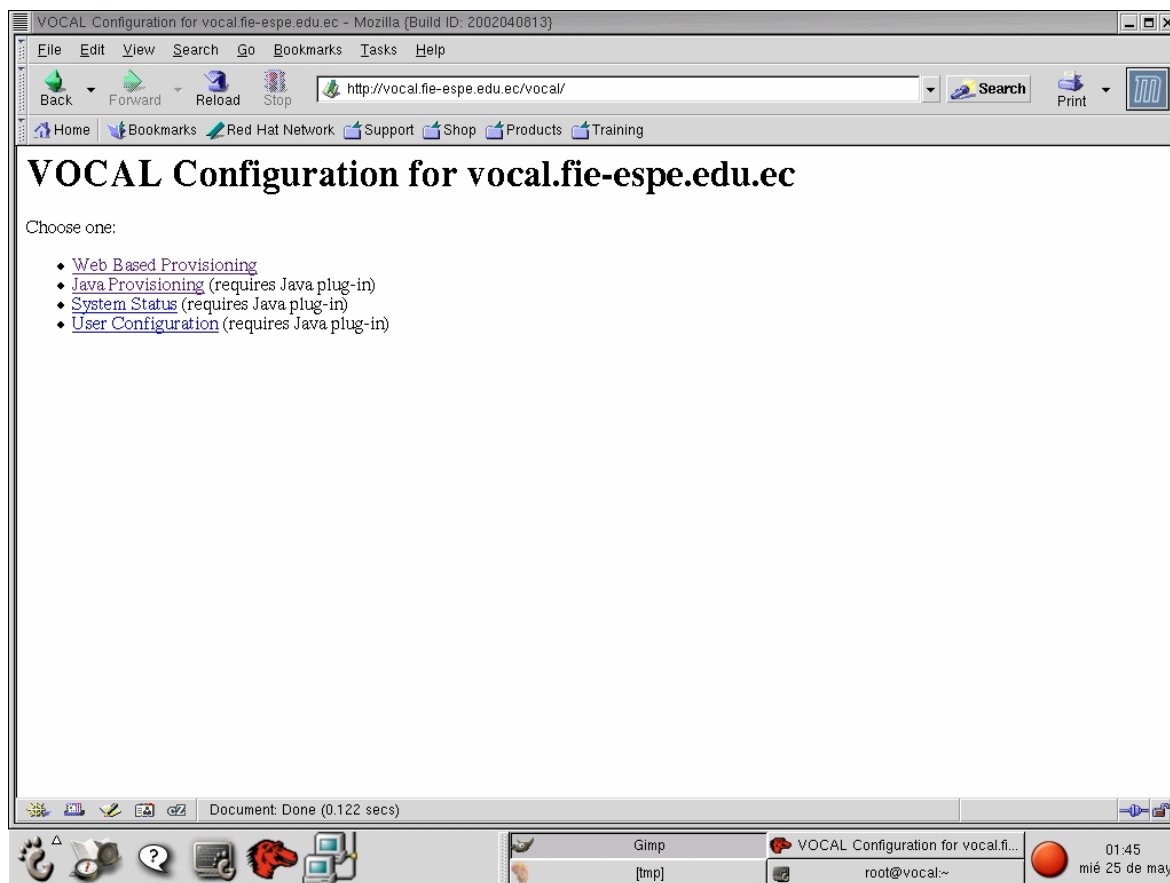 VOCAL Configuration for vocal.fie-espe.edu.ec - Mozilla {Build ID: 2002040813}
File Edit View Search Go Bookmarks Tasks Help
Back Forward Reload Stop http://vocal.fie-espe.edu.ec/vocal/ Search Print
Home Bookmarks Red Hat Network Support Shop Products Training
VOCAL Configuration for vocal.fie-espe.edu.ec
Choose one:
Web Based Provisioning
Java Provisioning (requires Java plug-in)
System Status (requires Java plug-in)
User Configuration (requires Java plug-in)
Document: Done (0.122 secs)
Gimp VOCAL Configuration for vocal.fi... 01:45
[tmp] root@vocal:~ mié 25 de may